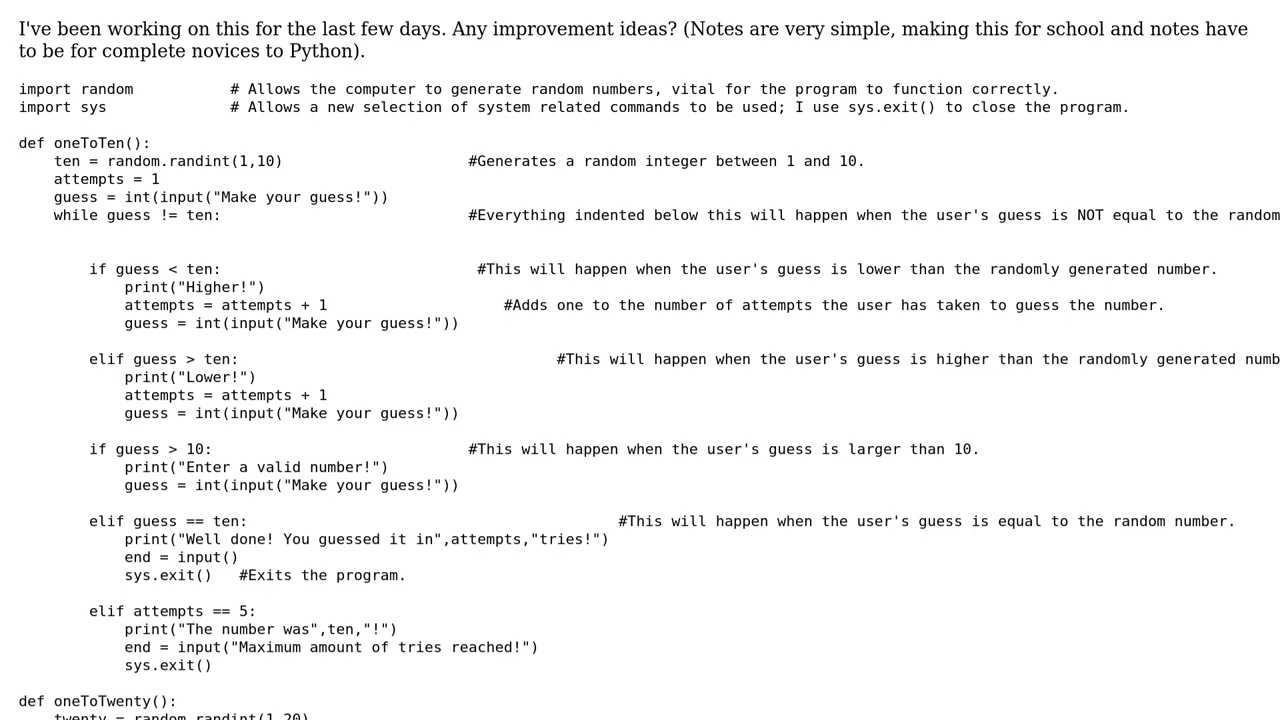 I've been working on this for the last few days. Any improvement ideas? (Notes are very simple, making this for school and notes have
to be for complete novices to Python).
import random           # Allows the computer to generate random numbers, vital for the program to function correctly.
import sys              # Allows a new selection of system related commands to be used; I use sys.exit() to close the program.
def oneToTen():
    ten = random.randint(1,10)                     #Generates a random integer between 1 and 10.
    attempts = 1
    guess = int(input("Make your guess!"))
    while guess != ten:                            #Everything indented below this will happen when the user's guess is NOT equal to the random
        if guess < ten:                             #This will happen when the user's guess is lower than the randomly generated number.
            print("Higher!")
            attempts = attempts + 1                    #Adds one to the number of attempts the user has taken to guess the number.
            guess = int(input("Make your guess!"))
        elif guess > ten:                                    #This will happen when the user's guess is higher than the randomly generated numb
            print("Lower!")
            attempts = attempts + 1
            guess = int(input("Make your guess!"))
        if guess > 10:                             #This will happen when the user's guess is larger than 10.
            print("Enter a valid number!")
            guess = int(input("Make your guess!"))
        elif guess == ten:                                          #This will happen when the user's guess is equal to the random number.
            print("Well done! You guessed it in",attempts,"tries!")
            end = input()
            sys.exit()   #Exits the program.
        elif attempts == 5:
            print("The number was",ten,"!")
            end = input("Maximum amount of tries reached!")
            sys.exit()
def oneToTwenty():
    twenty = random.randint(1,20)